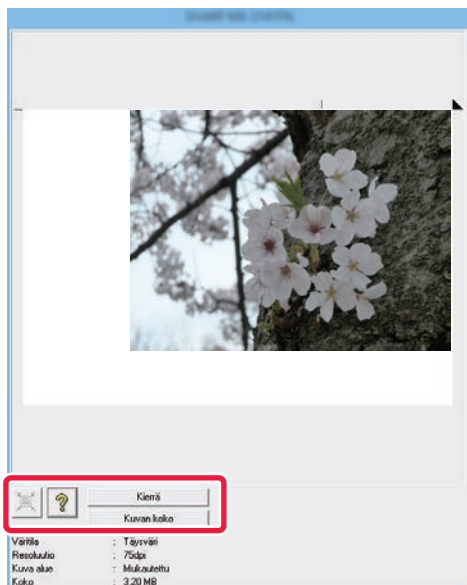 ?
Kierrä
Kuvan koko
Väritila : Täysväri
Resoluutio : 75dpi
Kuva alue : Mukautettu
Koko : 3.20 MB